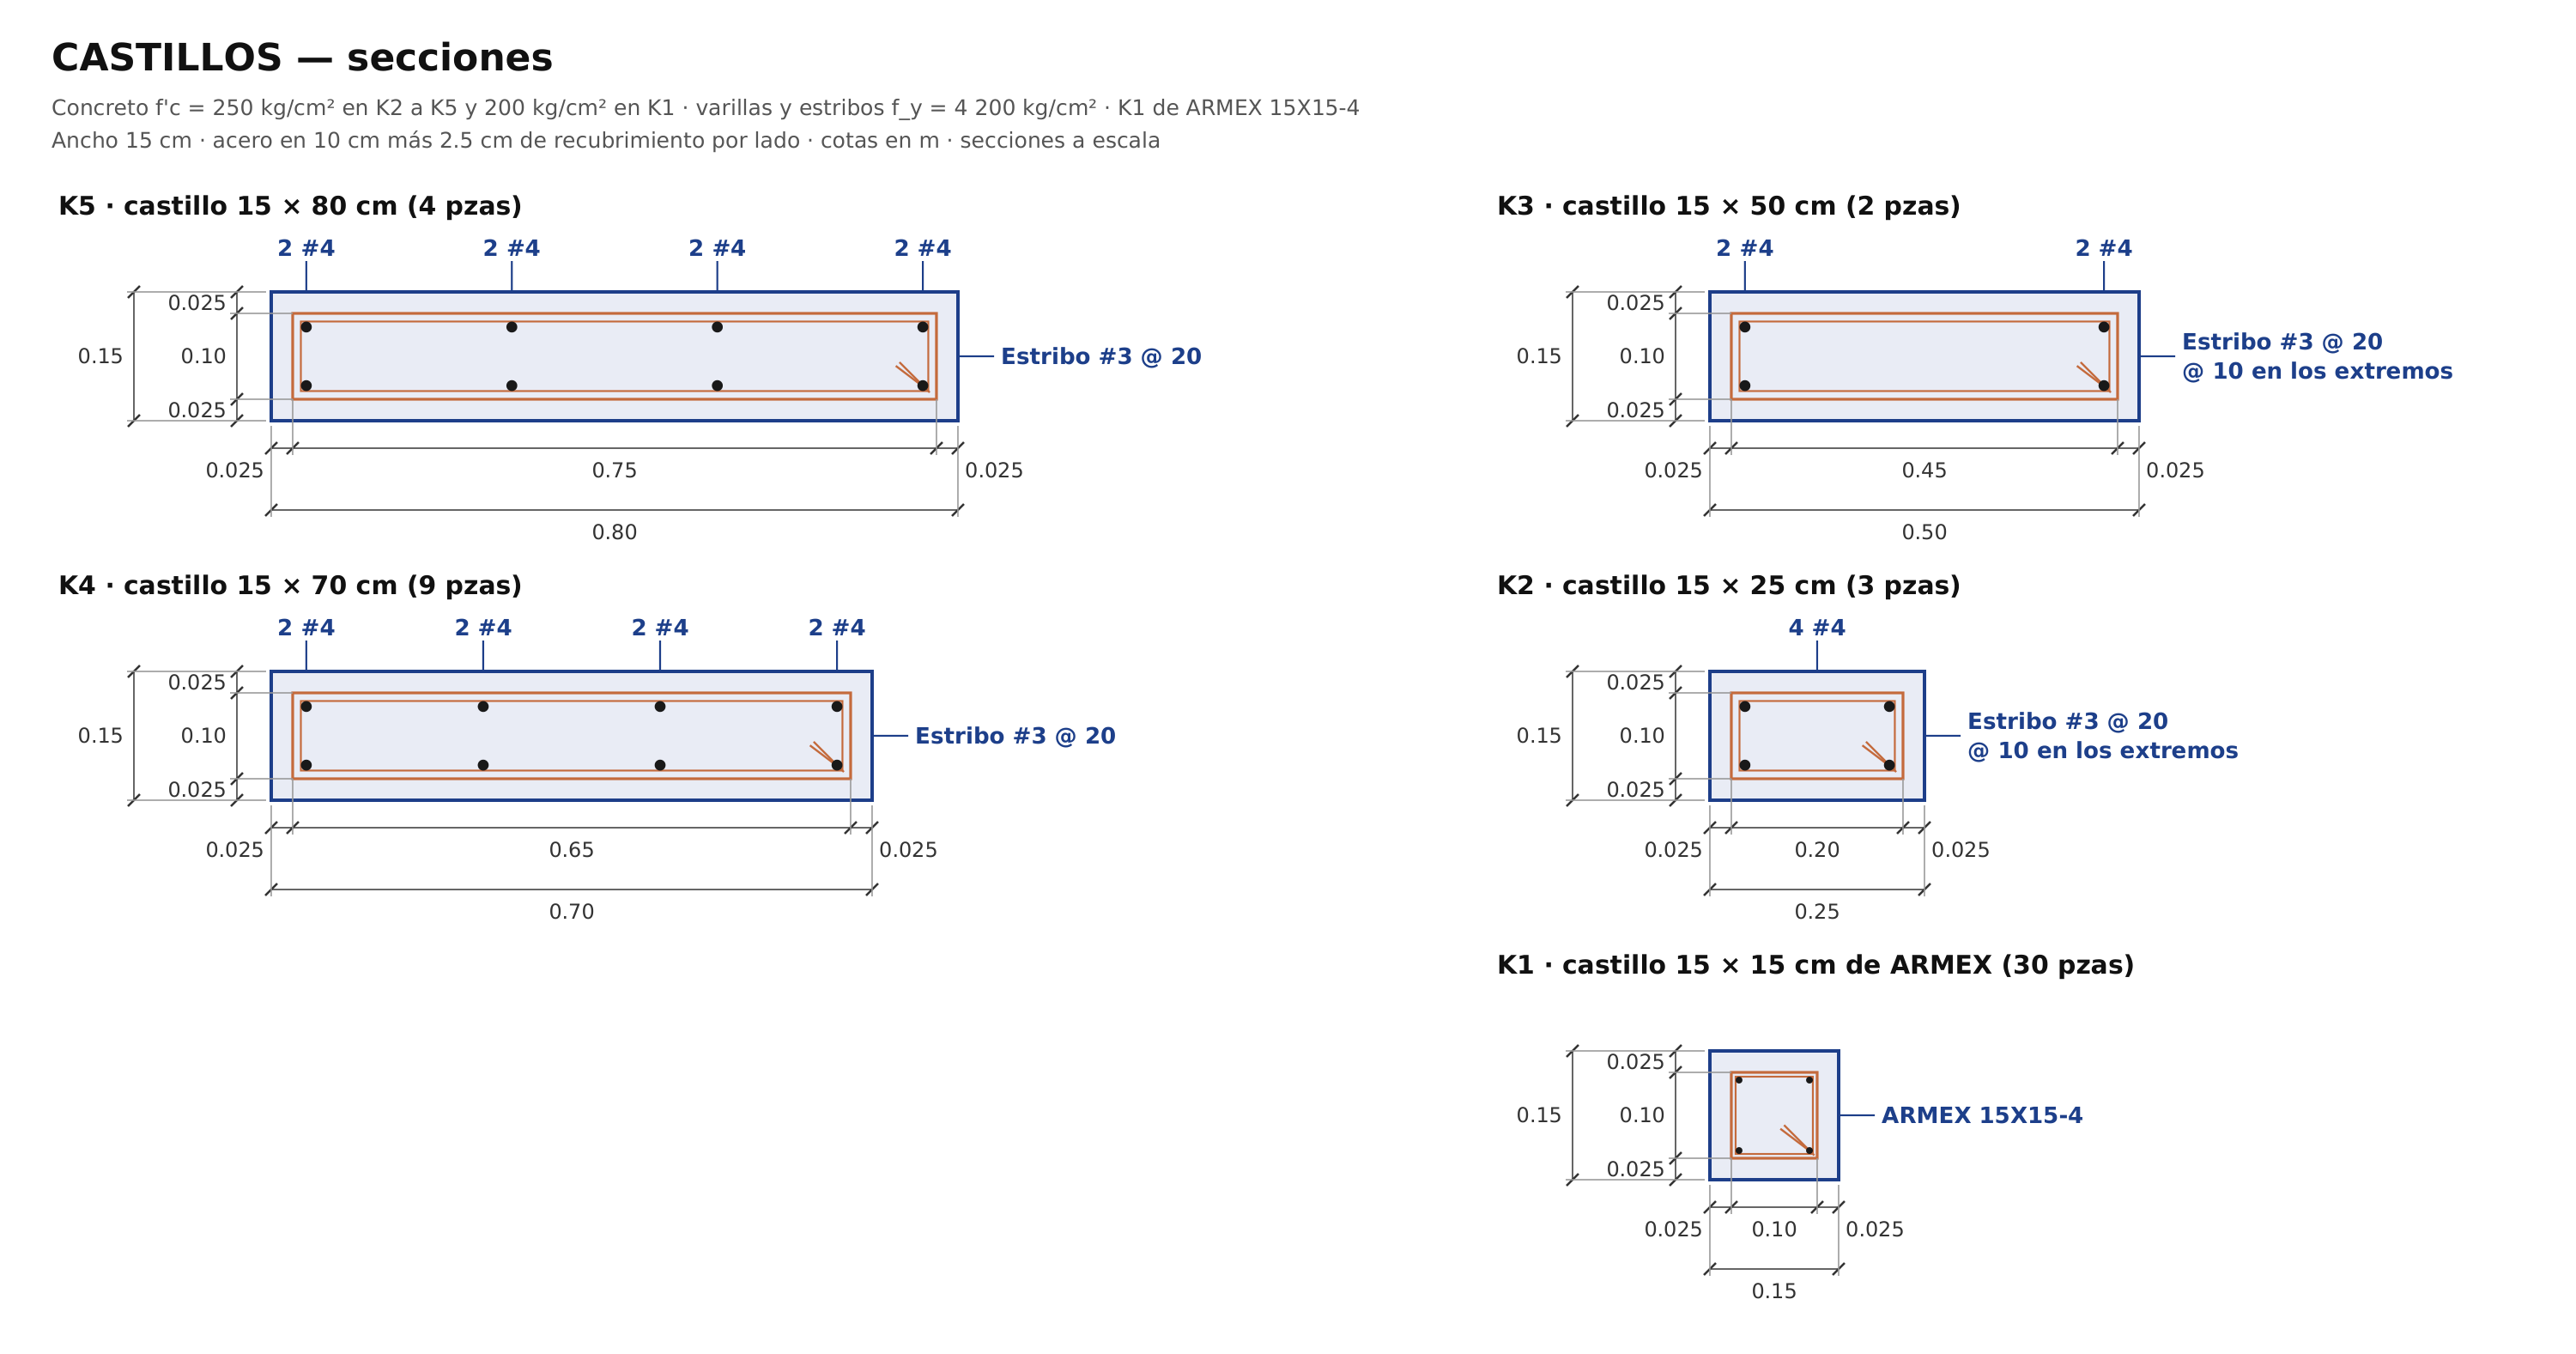 CASTILLOS — secciones
Concreto f'c = 250 kg/cm² en K2 a K5 y 200 kg/cm² en K1 · varillas y estribos f_y = 4 200 kg/cm² · K1 de ARMEX 15X15-4
Ancho 15 cm · acero en 10 cm más 2.5 cm de recubrimiento por lado · cotas en m · secciones a escala
K5 · castillo 15 × 80 cm (4 pzas)
2 #4 2 #4 2 #4 2 #4
0.025
0.15 0.10
Estribo #3 @ 20
0.025
0.025 0.75 0.025
0.80
K4 · castillo 15 × 70 cm (9 pzas)
2 #4 2 #4 2 #4 2 #4
0.025
0.15 0.10
Estribo #3 @ 20
0.025
0.025 0.65 0.025
0.70
K3 · castillo 15 × 50 cm (2 pzas)
2 #4 2 #4
0.025
0.15 0.10
Estribo #3 @ 20
@ 10 en los extremos
0.025
0.025 0.45 0.025
0.50
K2 · castillo 15 × 25 cm (3 pzas)
4 #4
0.025
0.15 0.10
Estribo #3 @ 20
@ 10 en los extremos
0.025
0.025 0.20 0.025
0.25
K1 · castillo 15 × 15 cm de ARMEX (30 pzas)
0.025
0.15 0.10
ARMEX 15X15-4
0.025
0.025 0.10 0.025
0.15